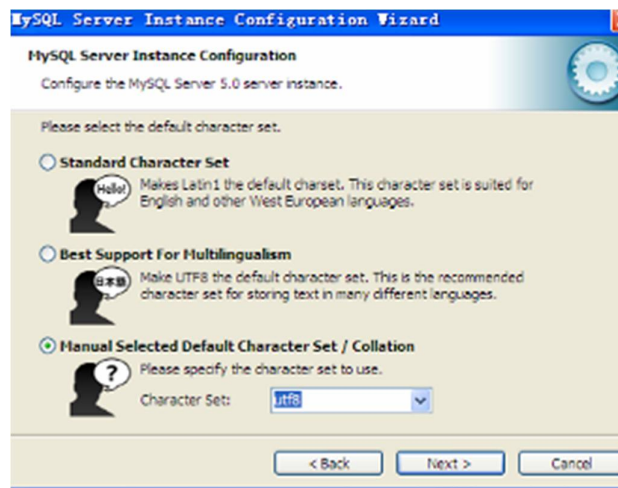 MySQL Server Instance Configuration Wizard
MySQL Server Instance Configuration
Configure the MySQL Server 5.0 server instance.
Please select the default character set.
Standard Character Set
Hello!
Makes Latin1 the default charset. This character set is suited for
English and other West European languages.
Best Support For Multilingualism
日本語
Make UTF8 the default character set. This is the recommended
character set for storing text in many different languages.
Manual Selected Default Character Set / Collation
?
Please specify the character set to use.
Character Set:
utf8
< Back
Next >
Cancel